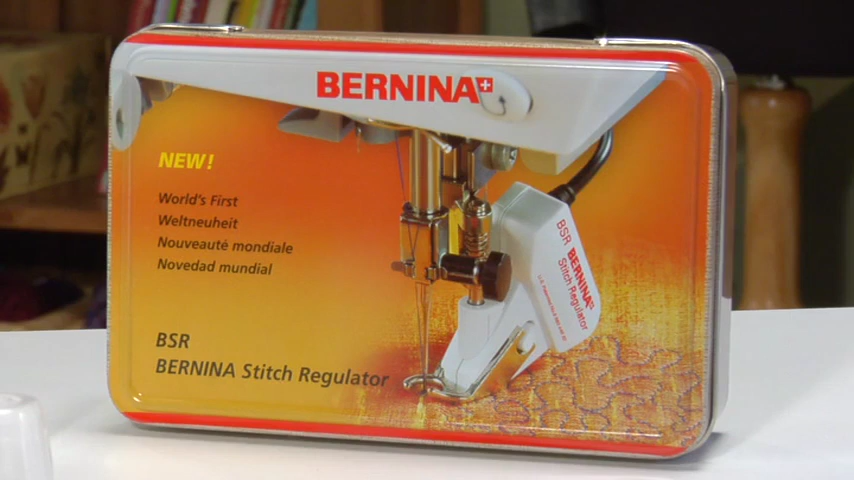 BERNINA+
NEW!
World's First
Weltneuheit
Nouveauté mondiale
Novedad mundial
BSR BERNINA+
Stitch Regulator
BSR
BERNINA Stitch Regulator